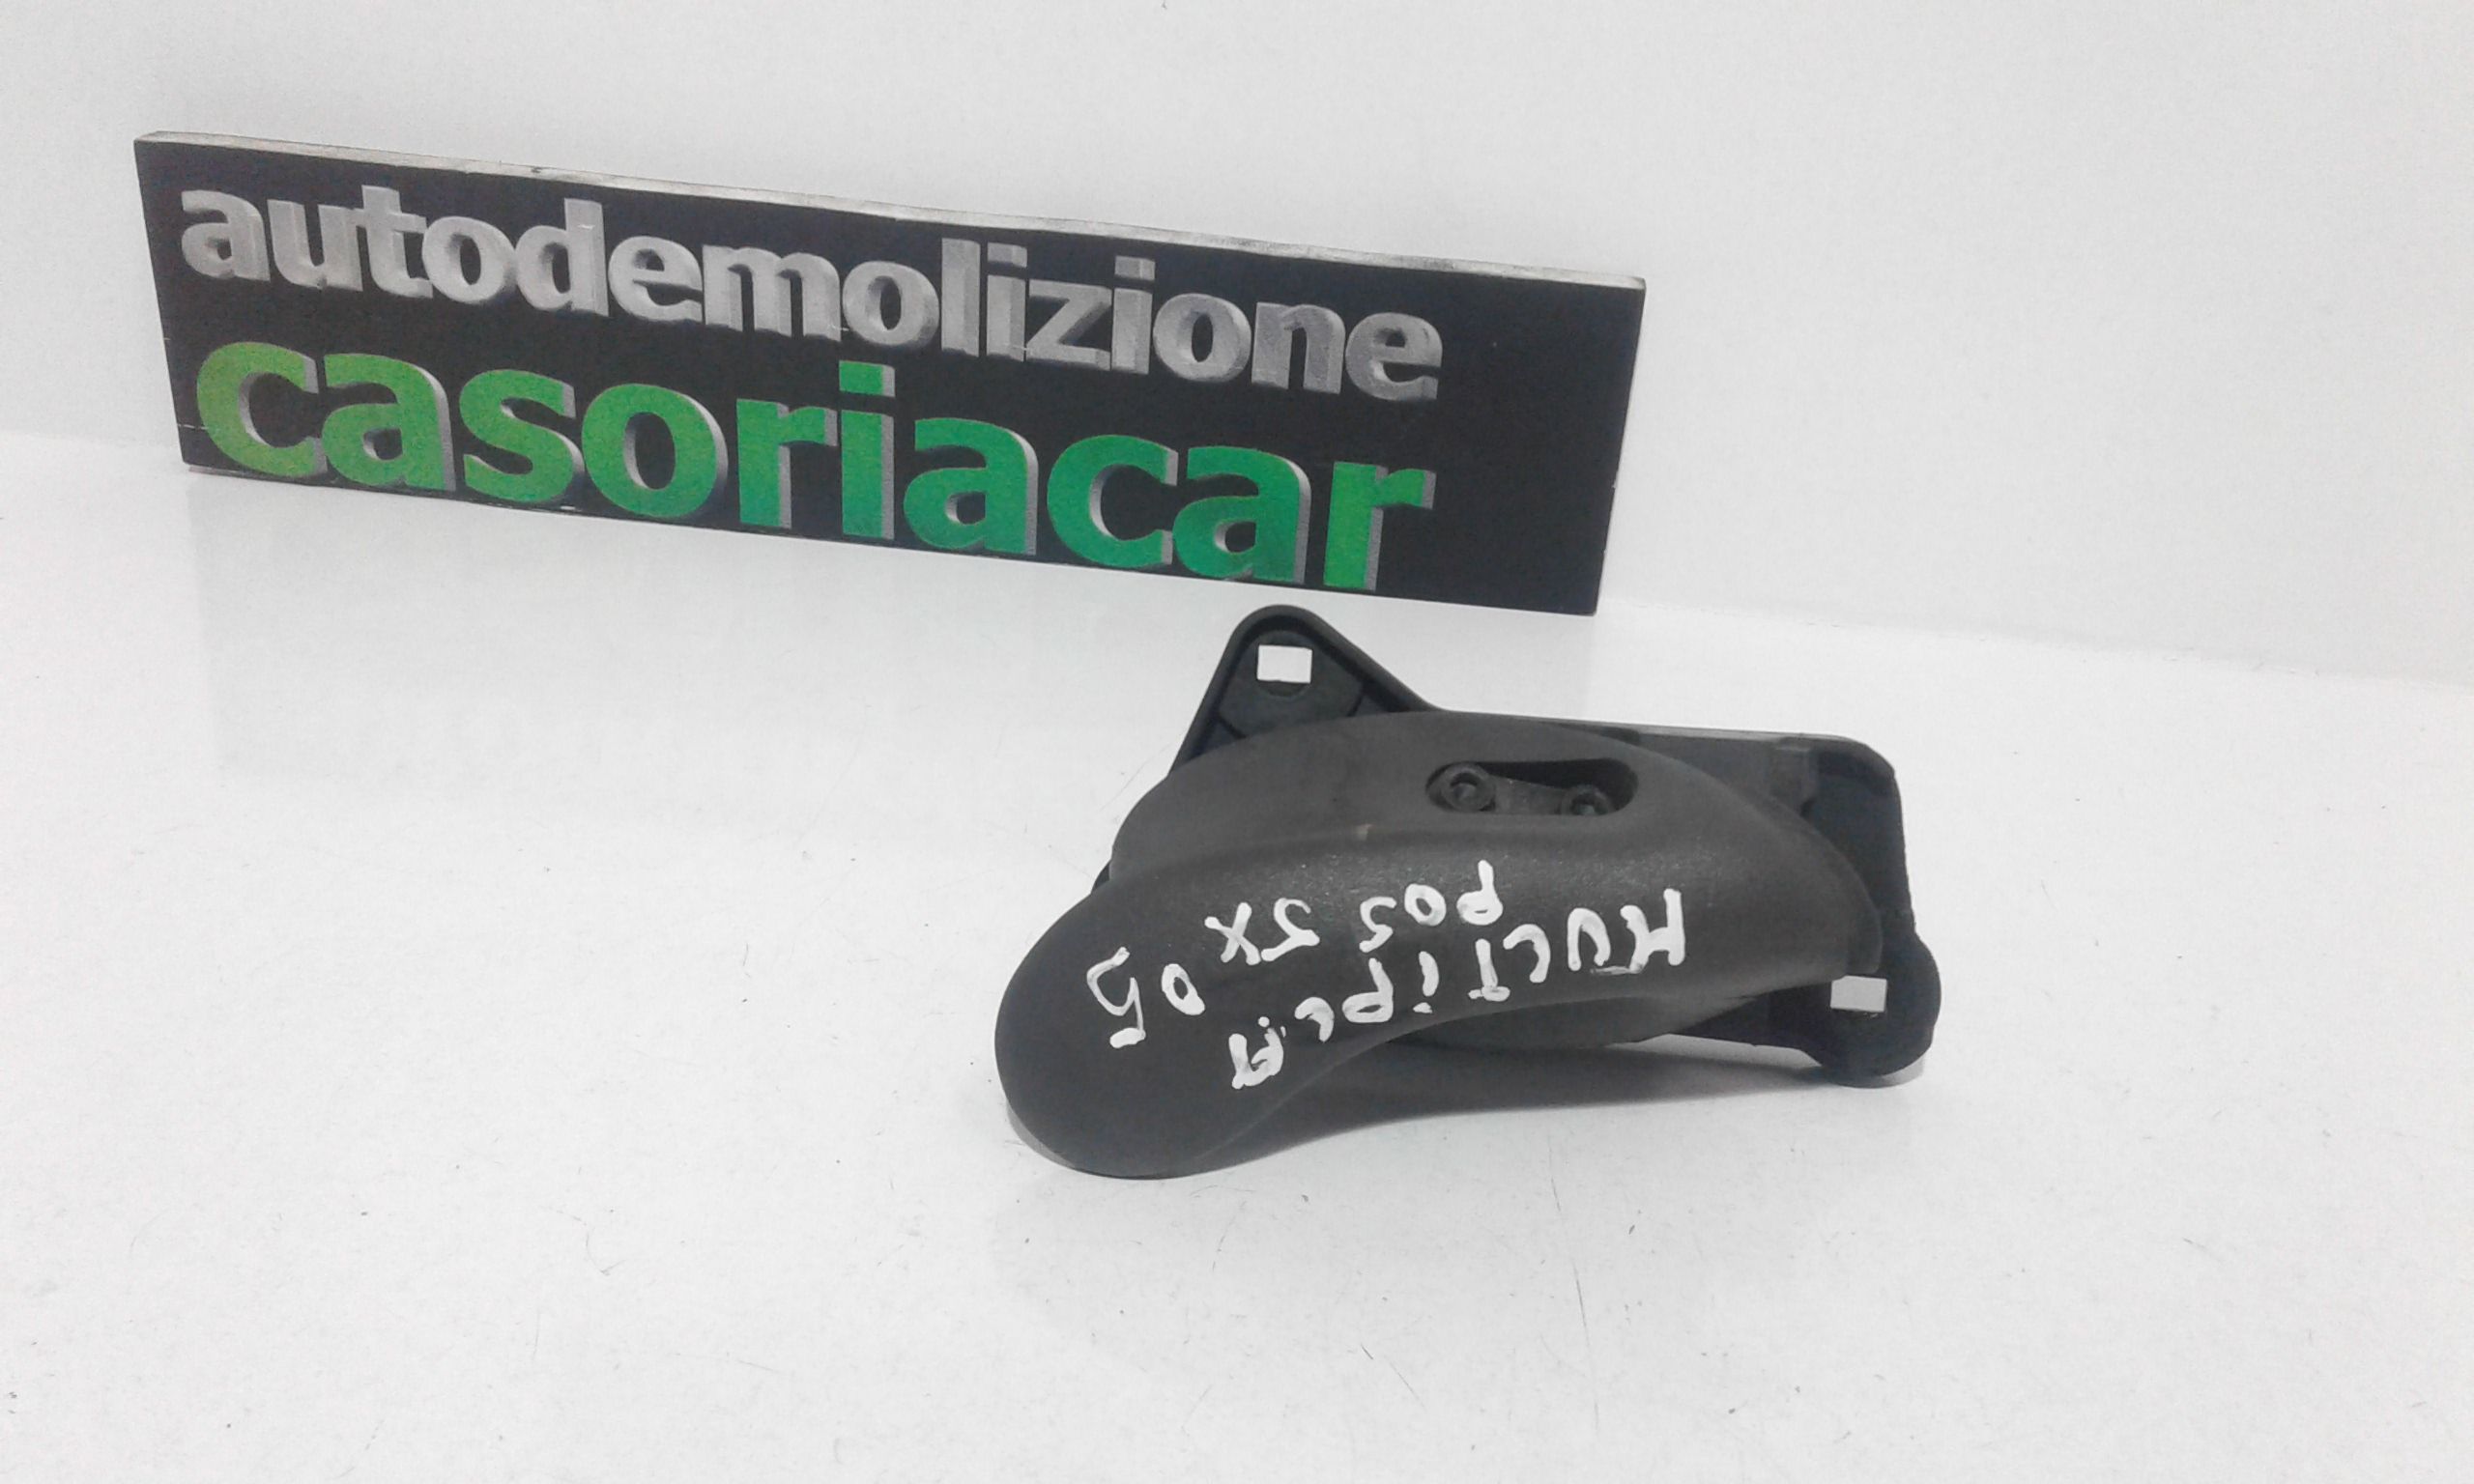 autodemolizione
casoriacar
MULTiPLA
POS SX 05